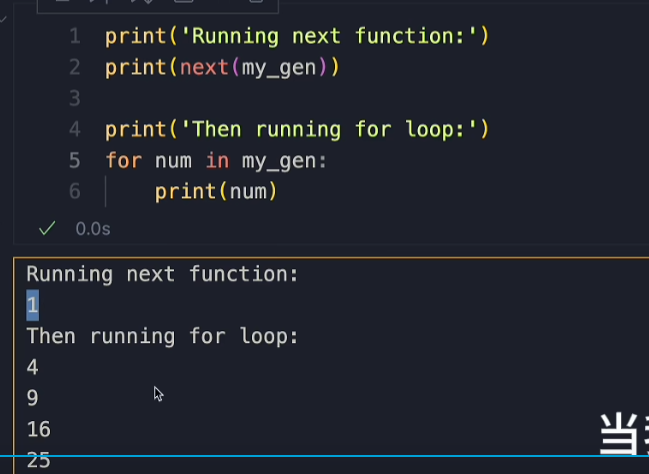 1 print('Running next function:')
2 print(next(my_gen))
3
4 print('Then running for loop:')
5 for num in my_gen:
6     print(num)
0.0s
Running next function:
1
Then running for loop:
4
9
16
当
25